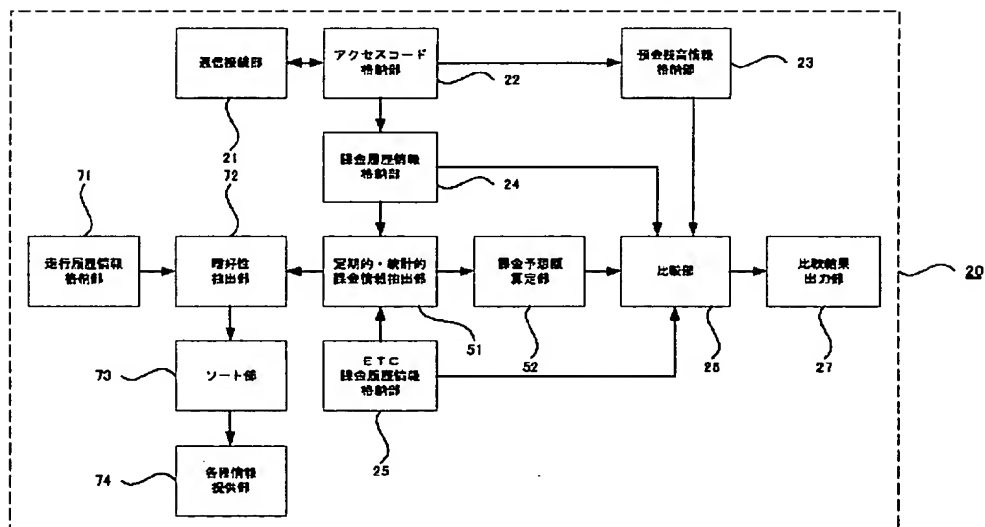 通信接続部
アクセスコード
格納部
預金残高情報
格納部
23
22
21
課金履歴情報
格納部
24
71
72
走行履歴情報
格納部
嗜好性
抽出部
定期的・統計的
課金情報抽出部
課金予想額
算定部
比較部
比較結果
出力部
20
51
52
26
27
73
ソート部
ETC
課金履歴情報
格納部
25
74
各種情報
提供部